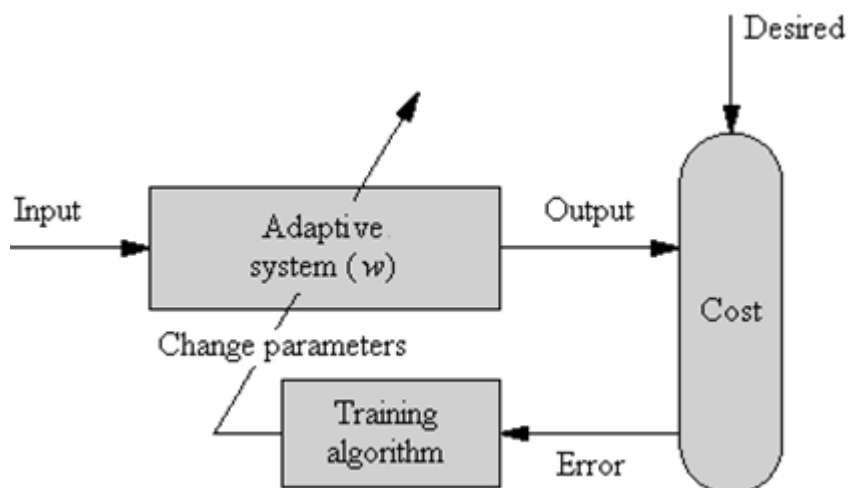 Desired
Input
Adaptive
system (w)
Output
Cost
Change parameters
Training
algorithm
Error